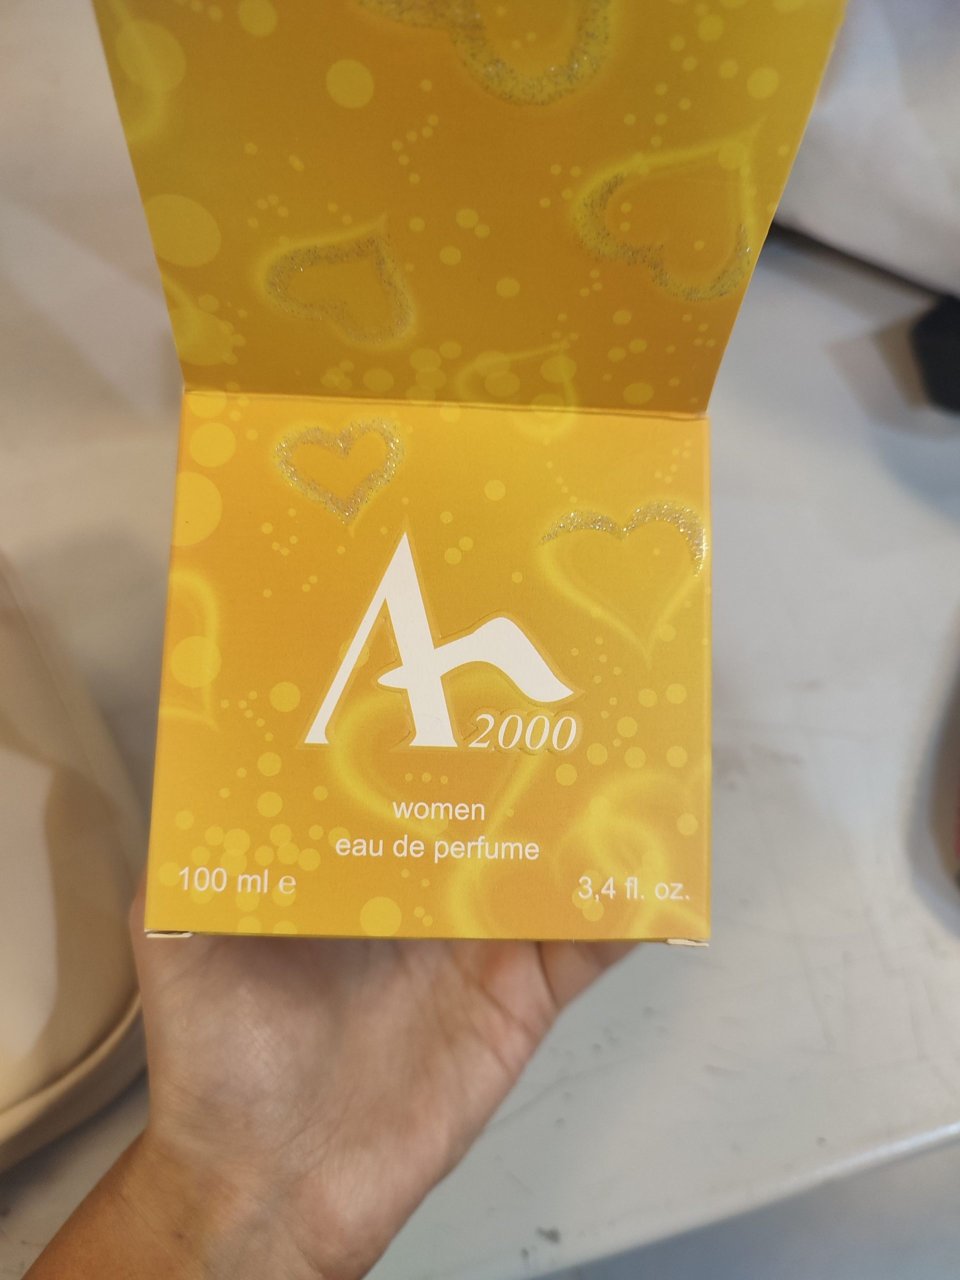 A
2000
women
eau de perfume
100 ml ℮
3,4 fl. oz.